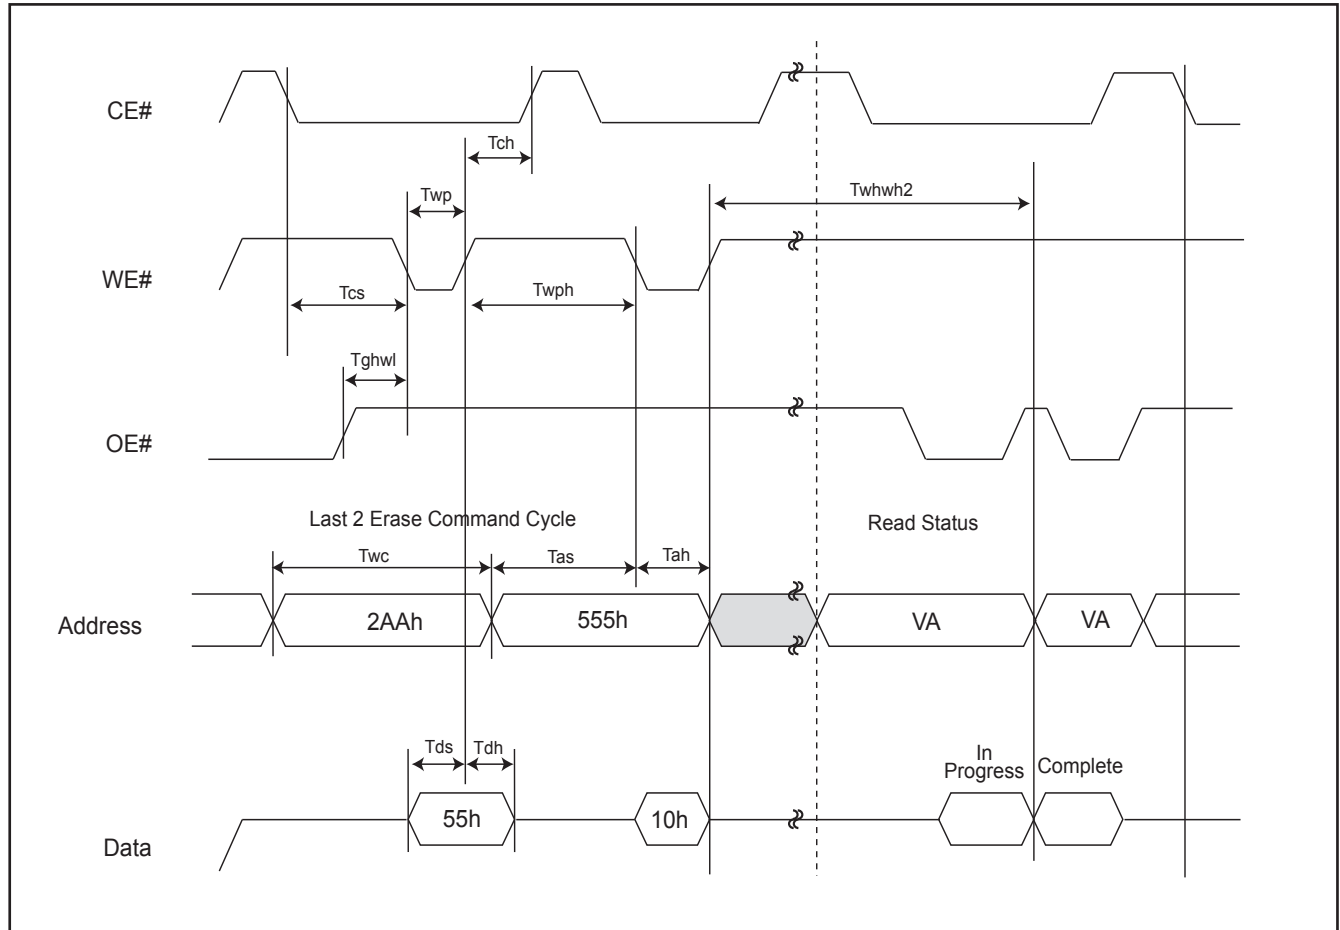 CE#
Tch
Twp
Twhwh2
WE#
Tcs
Twph
Tghwl
OE#
Last 2 Erase Command Cycle
Read Status
Twc
Tas
Tah
Address
2AAh
555h
VA
VA
Tds
Tdh
In
Progress
Complete
Data
55h
10h